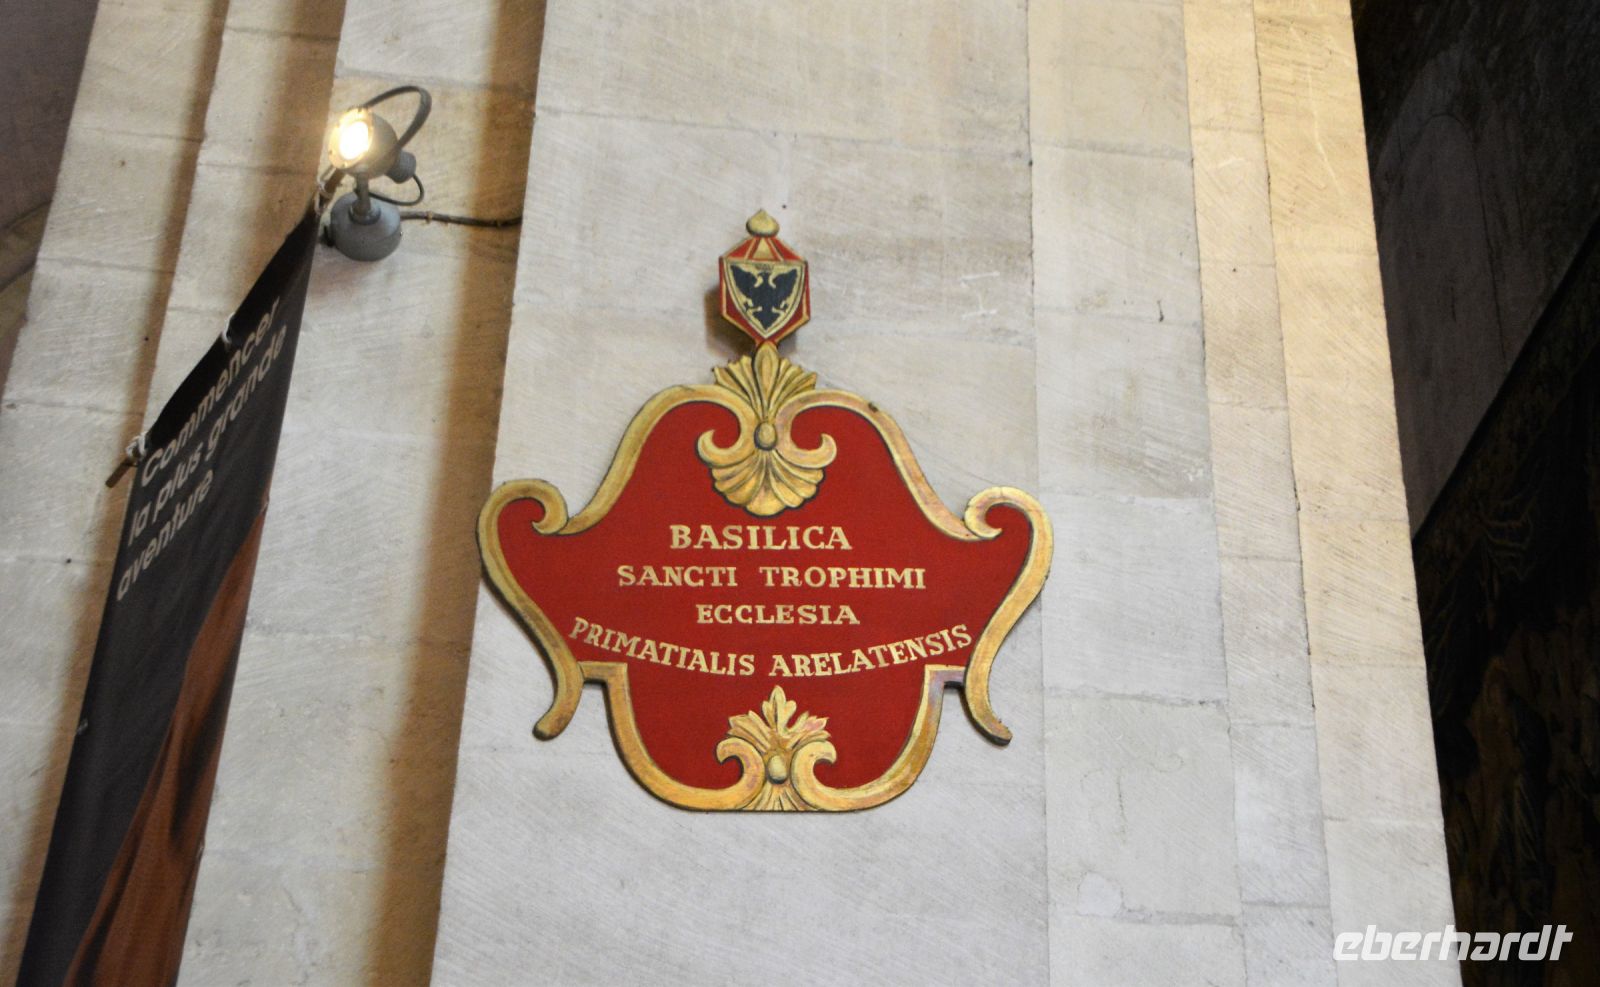 Commencer
la plus grande
aventure
BASILICA
SANCTI TROPHIMI
ECCLESIA
PRIMATIALIS ARELATENSIS
eberhardt